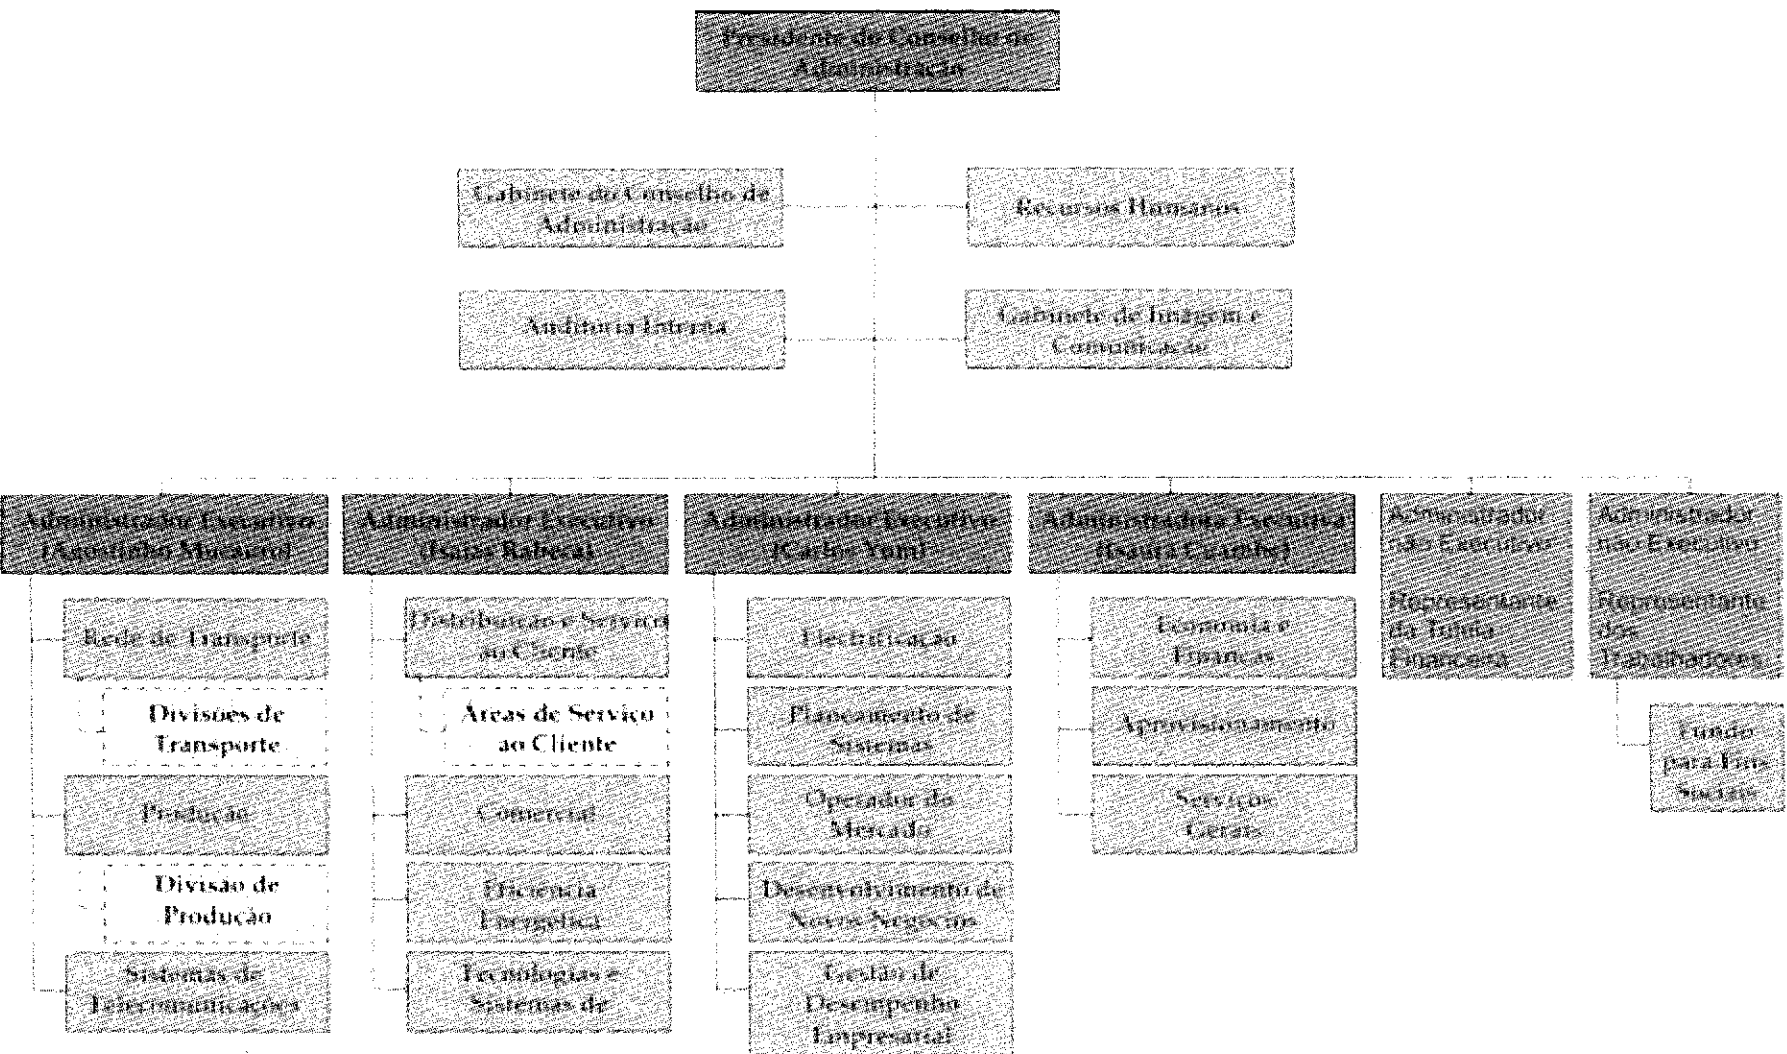 Presidente do Conselho de
Administração
Gabinete do Conselho de
Administração
Recursos Humanos
Auditoria Interna
Gabinete de Imagem e
Comunicação
Administrador Executivo
(Agostinho
Rede de Transporte
Divisões de
Transporte
Produção
Divisão de
Produção
Sistemas de
Telecomunicações
Administrador Executivo
(Isaías Rabeca)
Distribuição e Serviço
ao Cliente
Áreas de Serviço
ao Cliente
Comercial
Eficiência
Energética
Tecnologias e
Sistemas de
Administrador Executivo
(Carlos Yum)
Electrificação
Planeamento de
Sistemas
Operador do
Mercado
Desenvolvimento de
Novos Negócios
Gestão de
Desempenho
Empresarial
Administradora Executiva
(Isaura
Economia e
Finanças
Aprovisionamento
Serviços
Gerais
Administrador
não Executivo
Representante
da Tutela
Financeira
Administrador
não Executivo
Representante
dos
Trabalhadores
Fundo
para Fins
Sociais